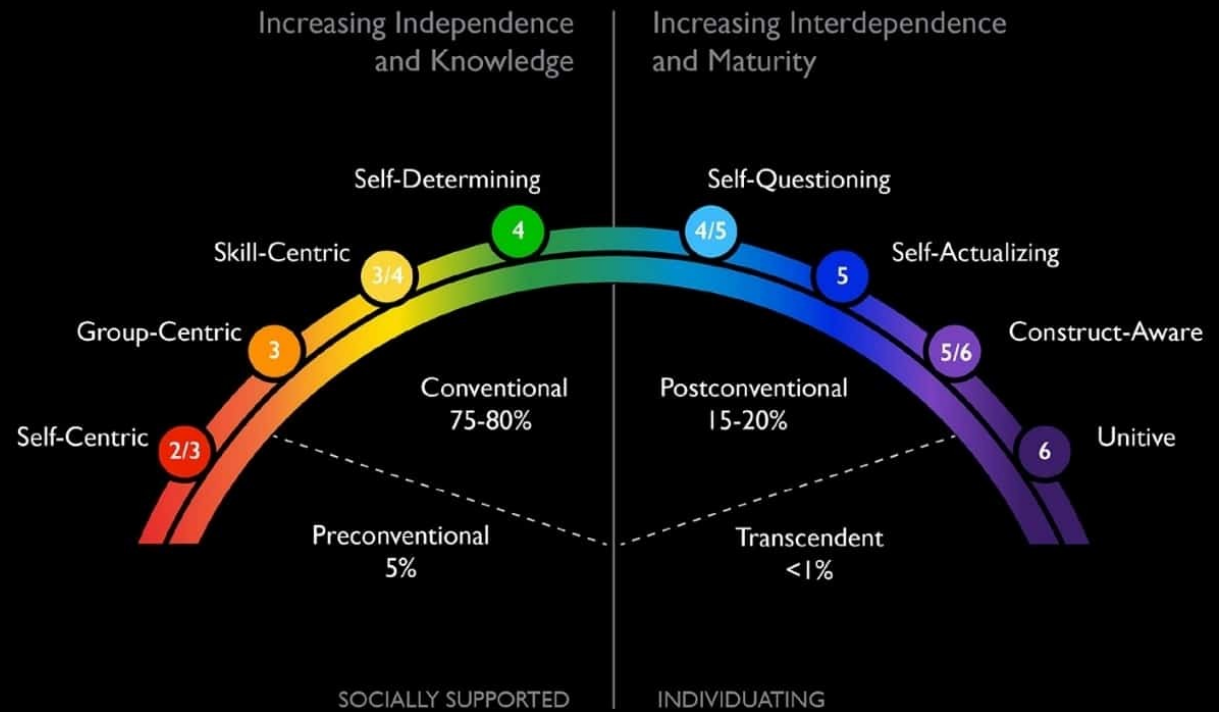 Increasing Independence
and Knowledge
Increasing Interdependence
and Maturity
Self-Determining
Self-Questioning
4
4/5
Skill-Centric
Self-Actualizing
3/4
5
Group-Centric
Construct-Aware
3
5/6
Conventional
75-80%
Postconventional
15-20%
Self-Centric
2/3
6
Unitive
Preconventional
5%
Transcendent
<1%
SOCIALLY SUPPORTED
INDIVIDUATING